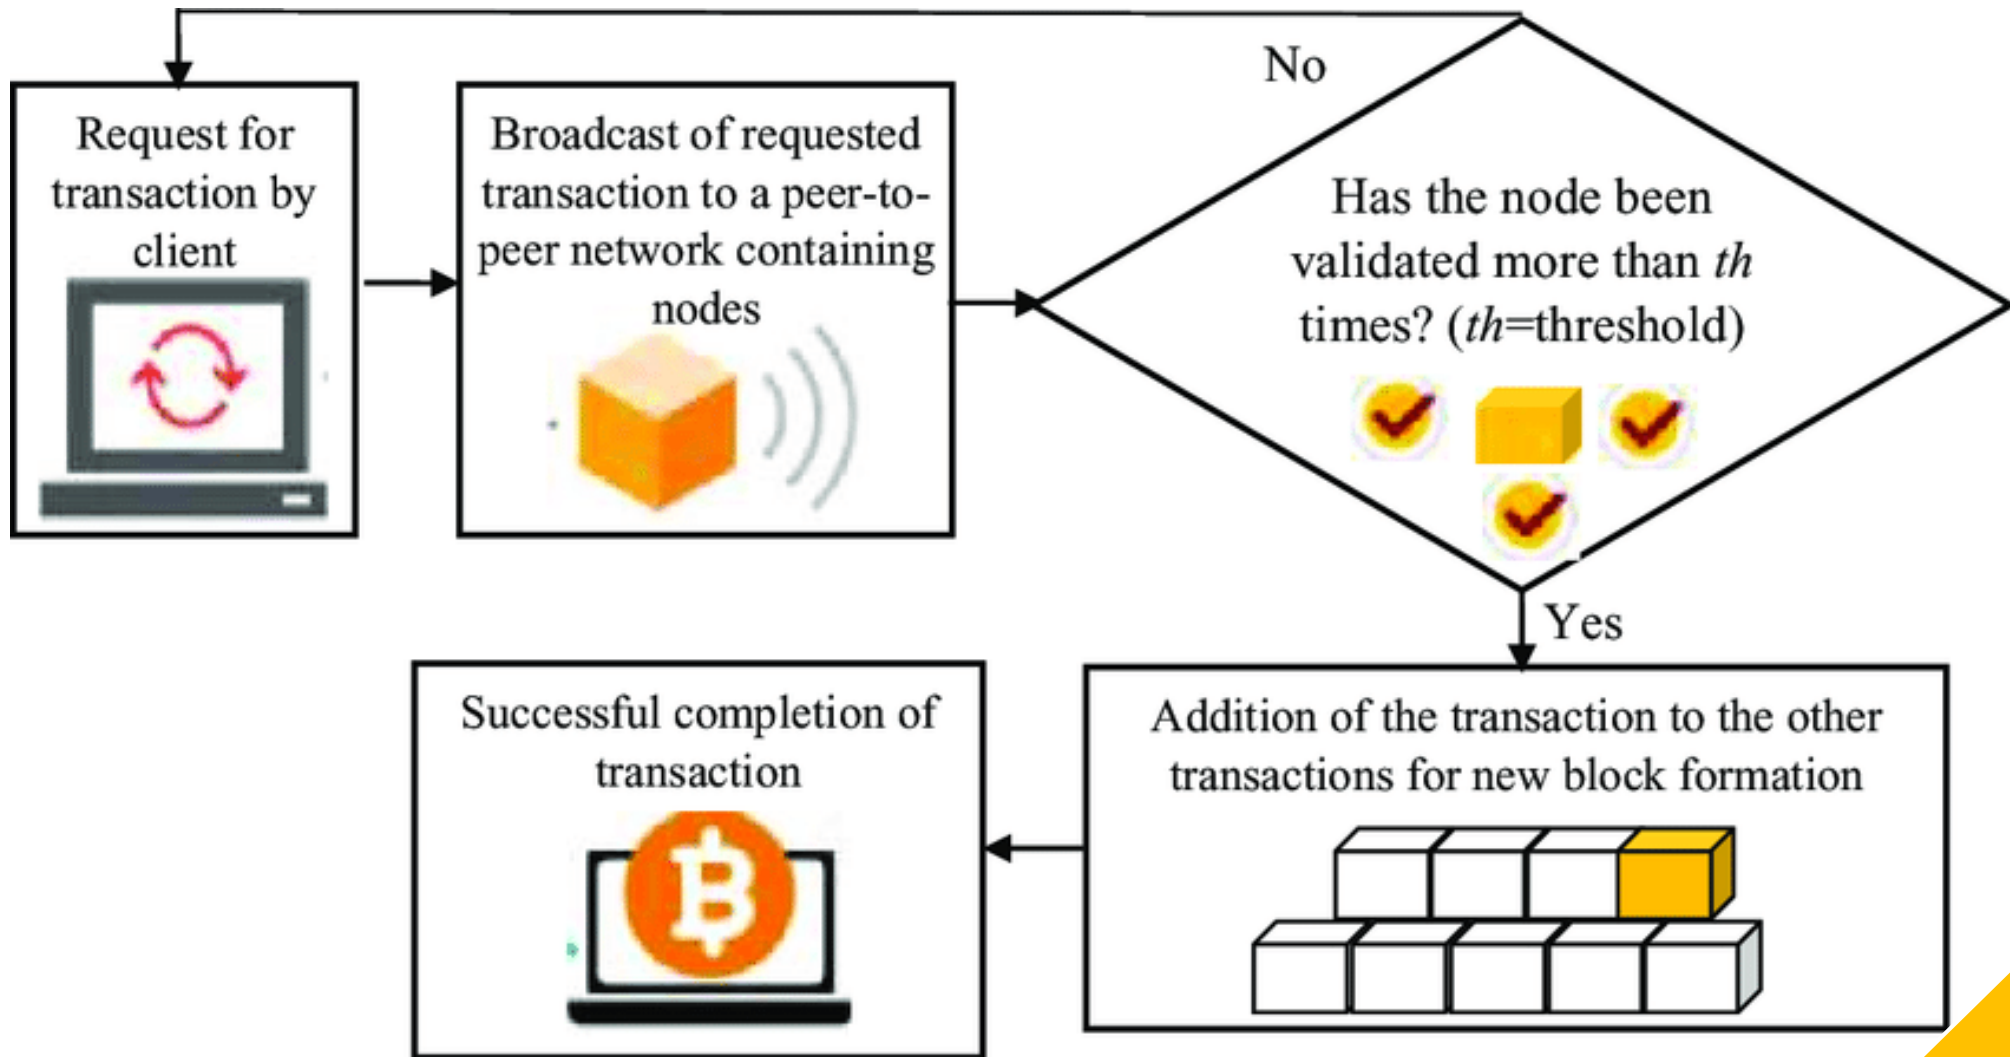 Request for
transaction by
client
Broadcast of requested
transaction to a peer-to-
peer network containing
nodes
No
Has the node been
validated more than th
times? (th=threshold)
Yes
Successful completion of
transaction
Addition of the transaction to the other
transactions for new block formation